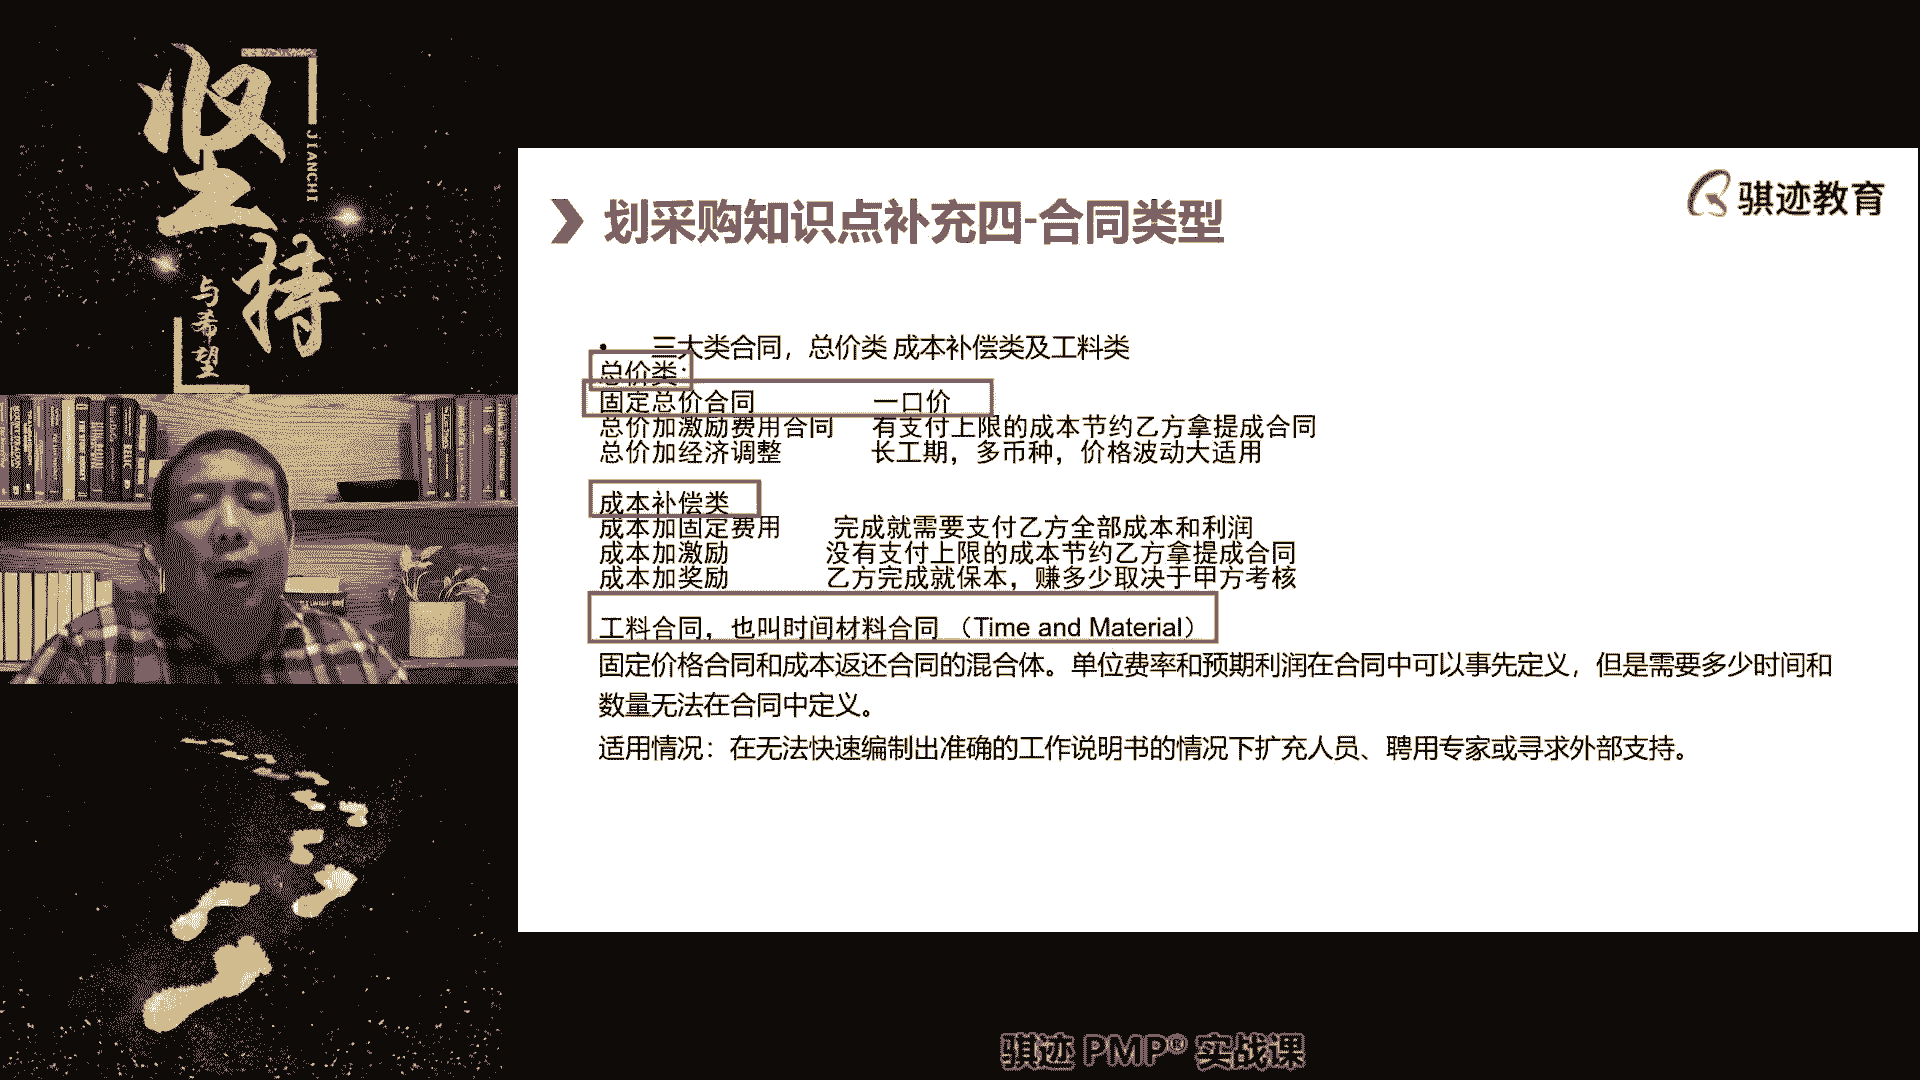 坚持
JIANCHI
与希望
骐迹教育
划采购知识点补充四-合同类型
• 三大类合同，总价类 成本补偿类及工料类
总价类：
固定总价合同 一口价
总价加激励费用合同 有支付上限的成本节约乙方拿提成合同
总价加经济调整 长工期，多币种，价格波动大适用
成本补偿类
成本加固定费用 完成就需要支付乙方全部成本和利润
成本加激励 没有支付上限的成本节约乙方拿提成合同
成本加奖励 乙方完成就保本，赚多少取决于甲方考核
工料合同，也叫时间材料合同 （Time and Material）
固定价格合同和成本返还合同的混合体。单位费率和预期利润在合同中可以事先定义，但是需要多少时间和
数量无法在合同中定义。
适用情况：在无法快速编制出准确的工作说明书的情况下扩充人员、聘用专家或寻求外部支持。
骐迹 PMP® 实战课